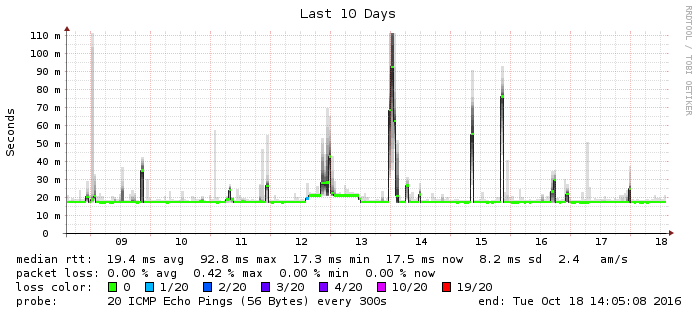 Last 10 Days
RRDTOOL / TOBI OETIKER
Seconds
110 m
100 m
90 m
80 m
70 m
60 m
50 m
40 m
30 m
20 m
10 m
0
09 10 11 12 13 14 15 16 17 18
median rtt: 19.4 ms avg 92.8 ms max 17.3 ms min 17.5 ms now 8.2 ms sd 2.4 am/s
packet loss: 0.00 % avg 0.42 % max 0.00 % min 0.00 % now
loss color: 0 1/20 2/20 3/20 4/20 10/20 19/20
probe: 20 ICMP Echo Pings (56 Bytes) every 300s end: Tue Oct 18 14:05:08 2016